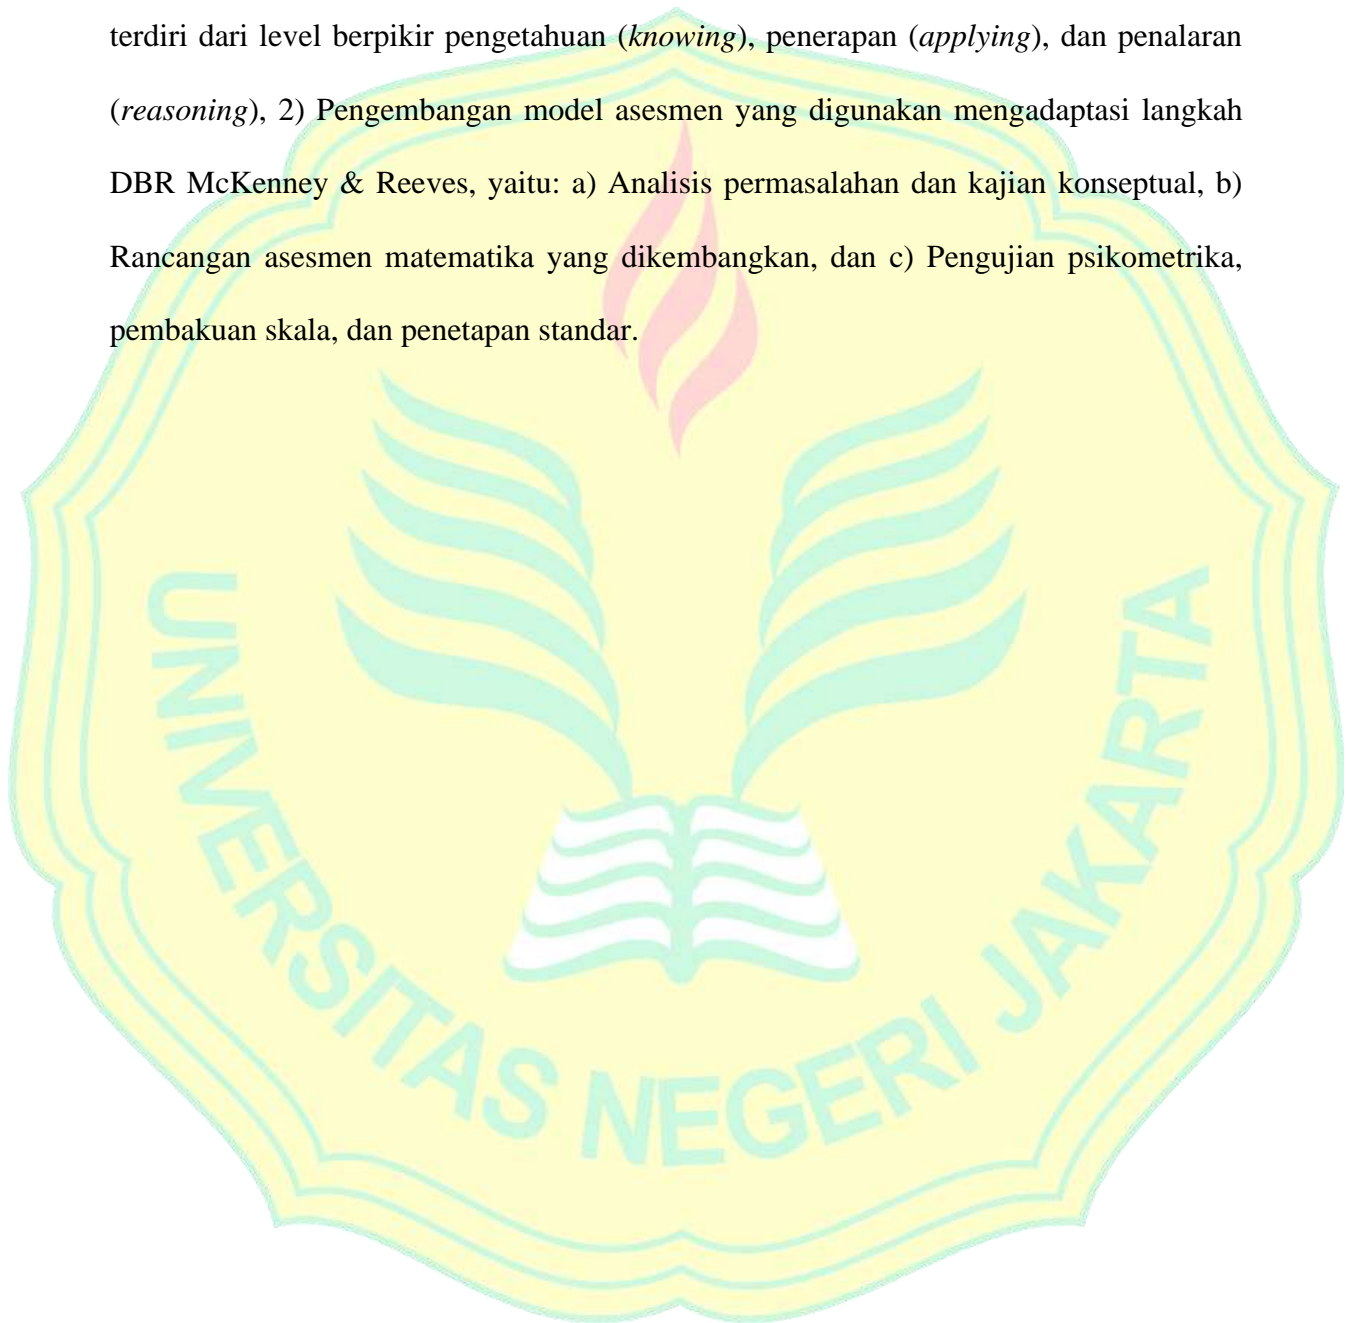 terdiri dari level berpikir pengetahuan (knowing), penerapan (applying), dan penalaran
(reasoning), 2) Pengembangan model asesmen yang digunakan mengadaptasi langkah
DBR McKenney & Reeves, yaitu: a) Analisis permasalahan dan kajian konseptual, b)
Rancangan asesmen matematika yang dikembangkan, dan c) Pengujian psikometrika,
pembakuan skala, dan penetapan standar.
UNIVERSITAS NEGERI JAKARTA